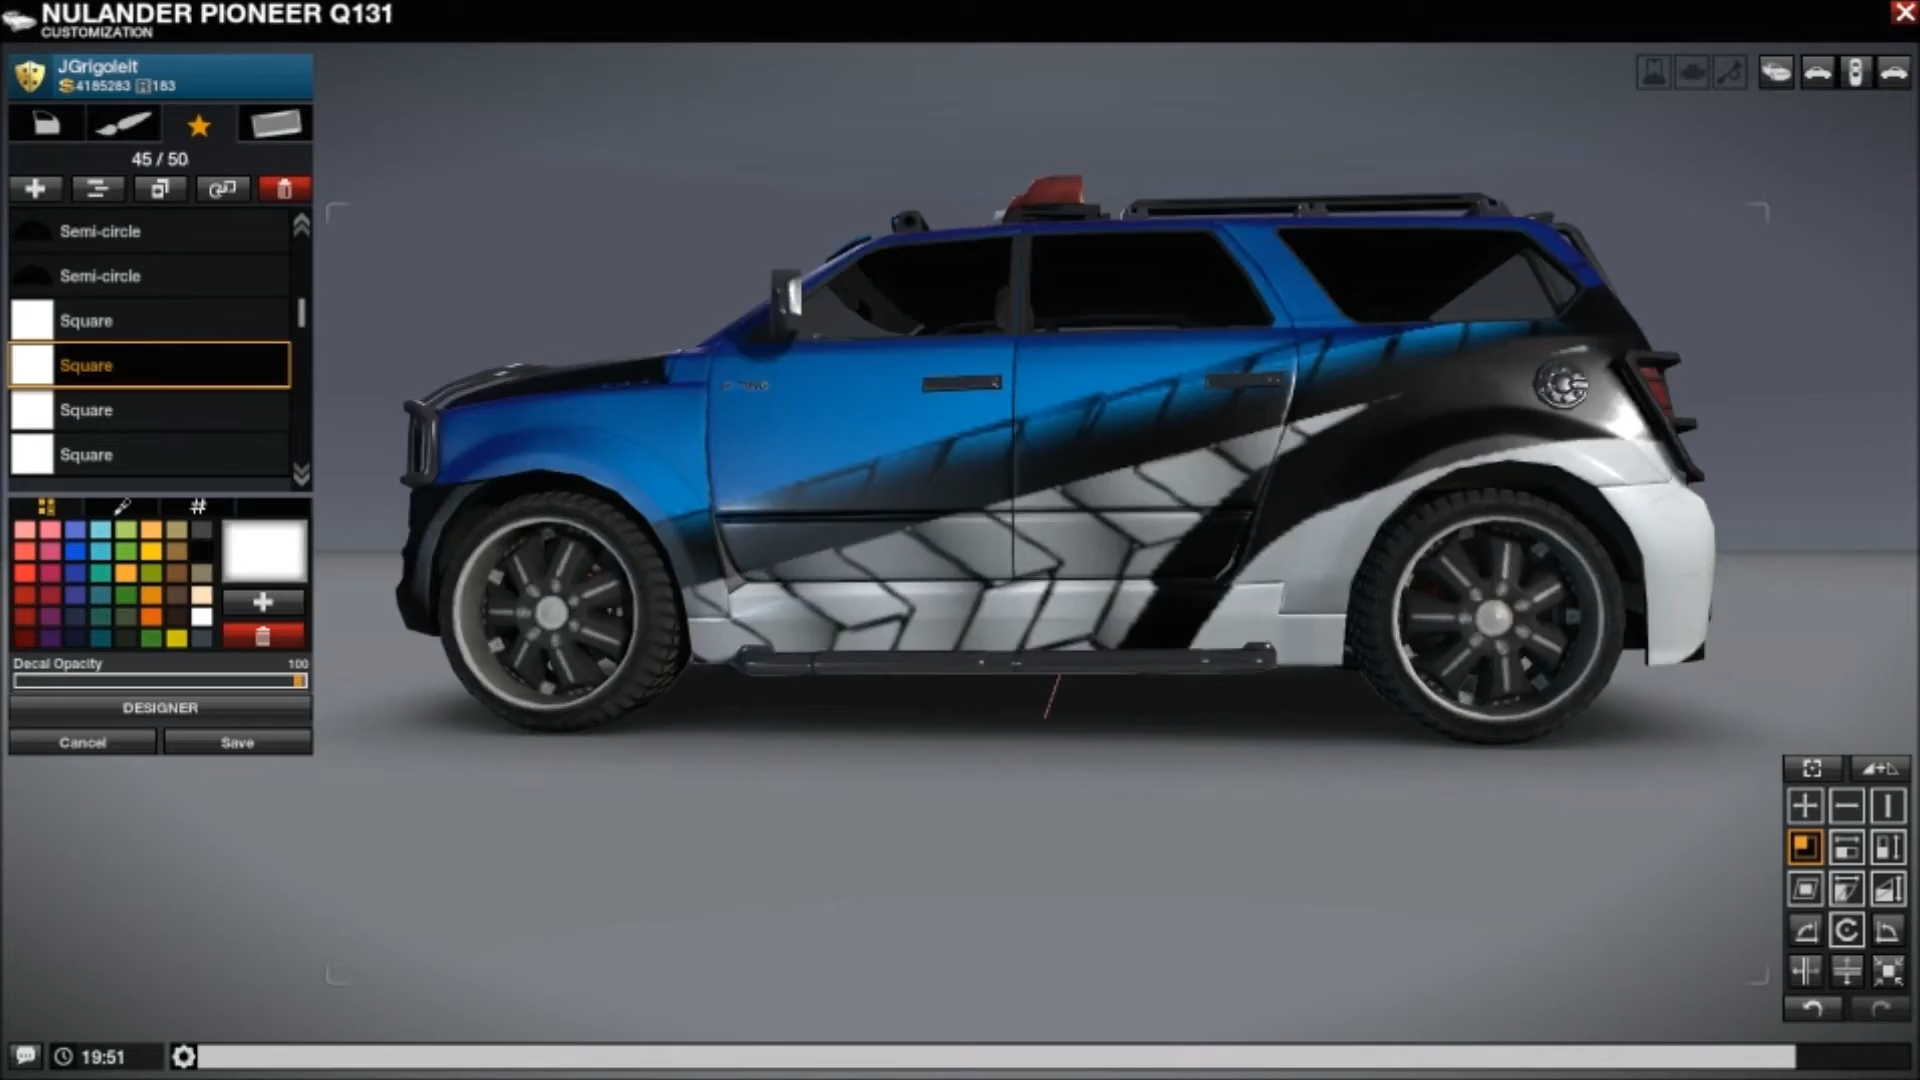 NULANDER PIONEER Q131
CUSTOMIZATION
JGrigoleit
$4185283 R183
45 / 50
Semi-circle
Semi-circle
Square
Square
Square
Square
#
Decal Opacity 100
DESIGNER
Cancel Save
19:51